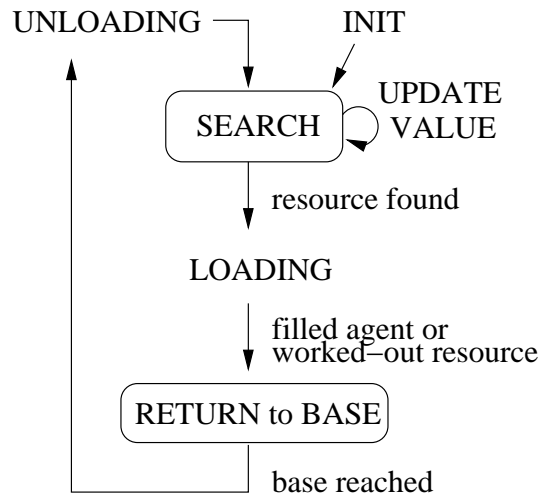 UNLOADING
INIT
UPDATE
VALUE
SEARCH
resource found
LOADING
filled agent or
worked−out resource
RETURN to BASE
base reached